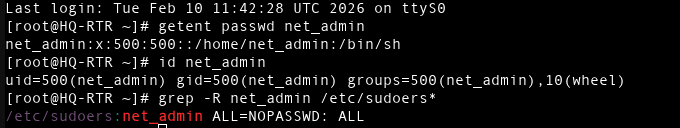 Last login: Tue Feb 10 11:42:28 UTC 2026 on ttyS0
[root@HQ-RTR ~]# getent passwd net_admin
net_admin:x:500:500::/home/net_admin:/bin/sh
[root@HQ-RTR ~]# id net_admin
uid=500(net_admin) gid=500(net_admin) groups=500(net_admin),10(wheel)
[root@HQ-RTR ~]# grep -R net_admin /etc/sudoers*
/etc/sudoers:net_admin ALL=NOPASSWD: ALL